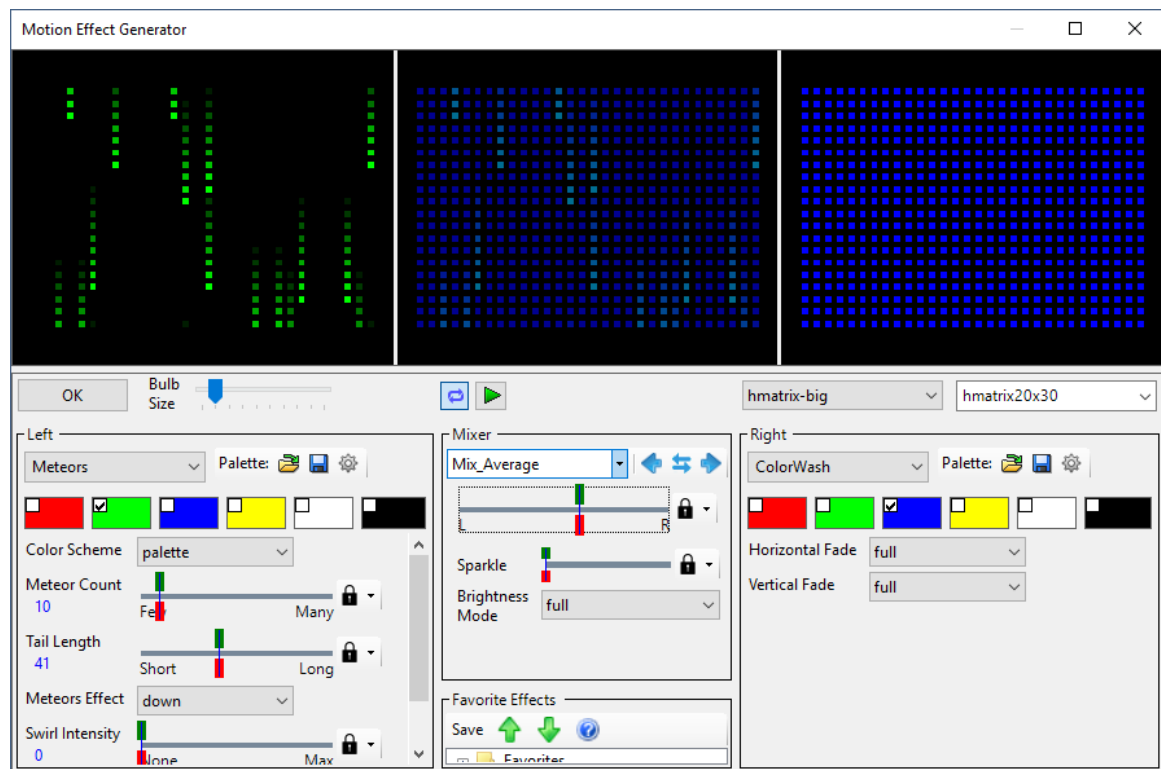 Motion Effect Generator
OK
Bulb Size
hmatrix-big
hmatrix20x30
Left
Meteors
Palette:
Color Scheme
palette
Meteor Count
10
Few
Many
Tail Length
41
Short
Long
Meteors Effect
down
Swirl Intensity
0
None
Max
Mixer
Mix_Average
L
R
Sparkle
Brightness Mode
full
Favorite Effects
Save
Favorites
Right
ColorWash
Palette:
Horizontal Fade
full
Vertical Fade
full